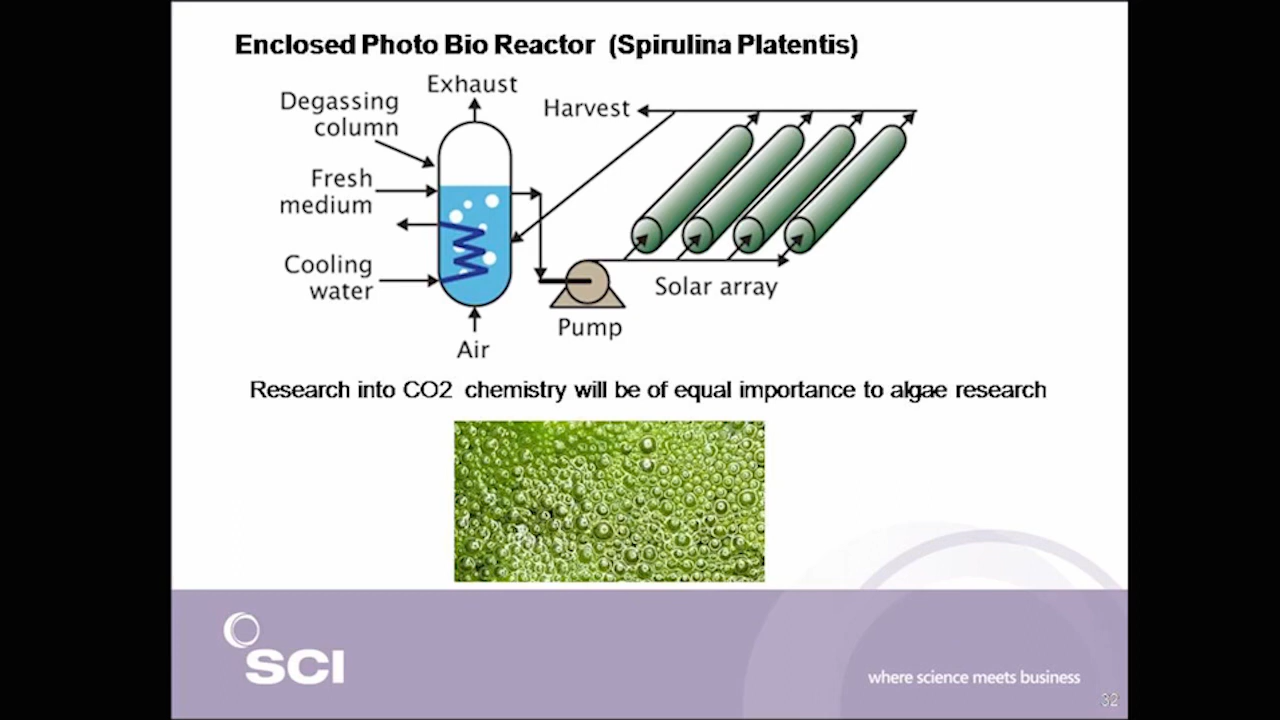 Enclosed Photo Bio Reactor (Spirulina Platentis)
Exhaust
Degassing
column
Harvest
Fresh
medium
Cooling
water
Solar array
Pump
Air
Research into CO2 chemistry will be of equal importance to algae research
SCI
where science meets business
32